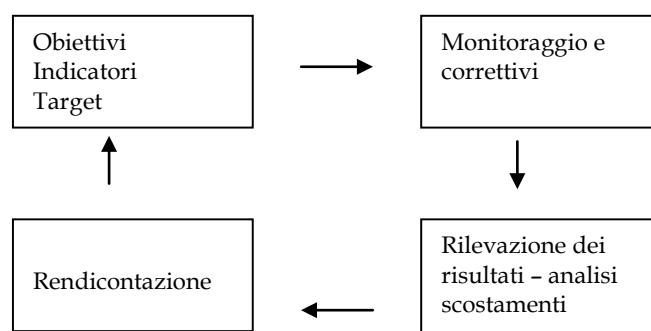 Obiettivi
Indicatori
Target
Monitoraggio e
correttivi
Rendicontazione
Rilevazione dei
risultati – analisi
scostamenti